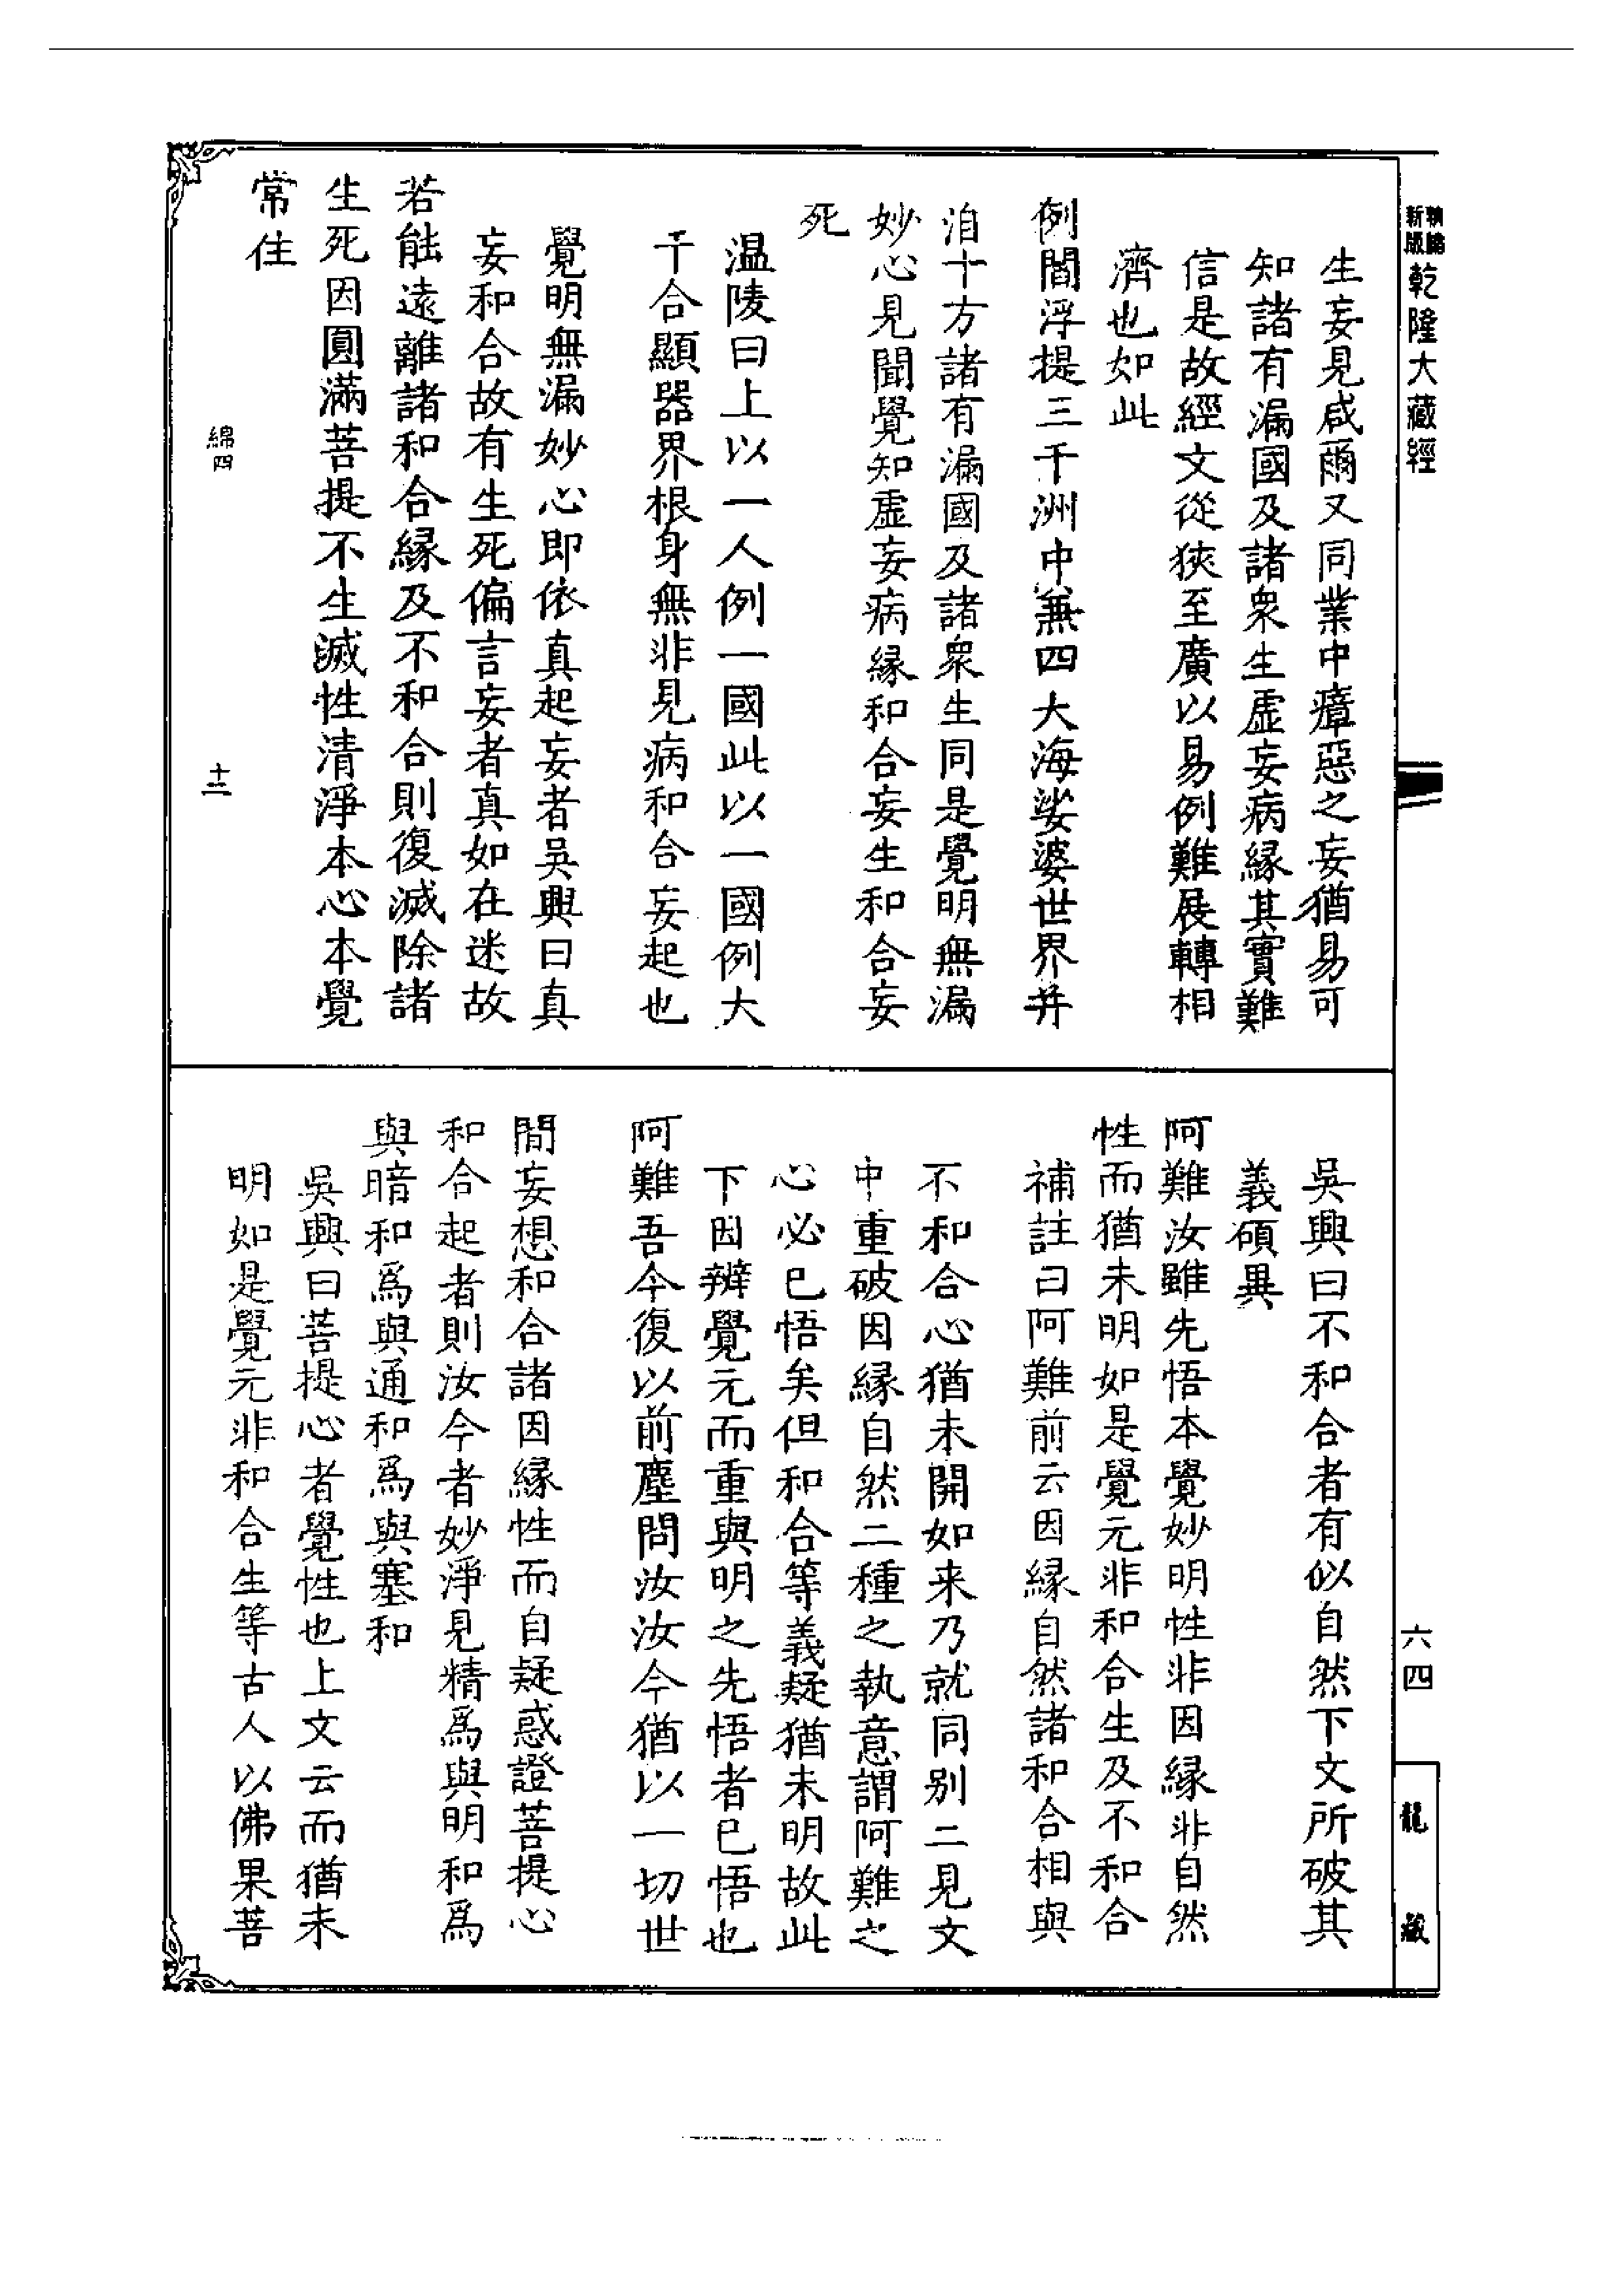 新版乾隆大藏經
生妄見咸爾又同業中瘴惡之妄猶易可
知諸有漏國及諸衆生虛妄病緣其實難
信是故經文從狹至廣以易例難展轉相
濟也如此
例閻浮提三千洲中兼四大海娑婆世界并
洎十方諸有漏國及諸衆生同是覺明無漏
妙心見聞覺知虛妄病緣和合妄生和合妄
死
温陵曰上以一人例一國此以一國例大
千合顯器界根身無非見病和合妄起也
覺明無漏妙心即依真起妄者吳興曰真
妄和合故有生死偏言妄者真如在迷故
若能遠離諸和合緣及不和合則復滅除諸
生死因圓滿菩提不生滅性清淨本心本覺
常住
綿四
十二
吳興曰不和合者有似自然下文所破其
義碩異
阿難汝雖先悟本覺妙明性非因緣非自然
性而猶未明如是覺元非和合生及不和合
補註曰阿難前云因緣自然諸和合相與
不和合心猶未開如来乃就同别二見文
中重破因緣自然二種之執意謂阿難之
心必已悟矣但和合等義疑猶未明故此
下因辨覺元而重與明之先悟者已悟也
阿難吾今復以前塵問汝汝今猶以一切世
間妄想和合諸因緣性而自疑惑證菩提心
和合起者則汝今者妙淨見精爲與明和爲
與暗和爲與通和爲與塞和
吳興曰菩提心者覺性也上文云而猶未
明如是覺元非和合生等古人以佛果菩
六四
龍藏